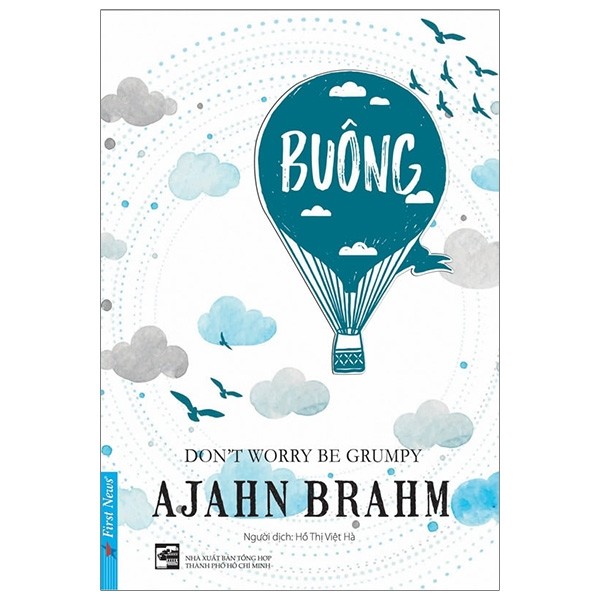 BUÔNG
DON'T WORRY BE GRUMPY
AJAHN BRAHM
Người dịch: Hồ Thị Việt Hà
First News
NHÀ XUẤT BẢN TỔNG HỢP
THÀNH PHỐ HỒ CHÍ MINH